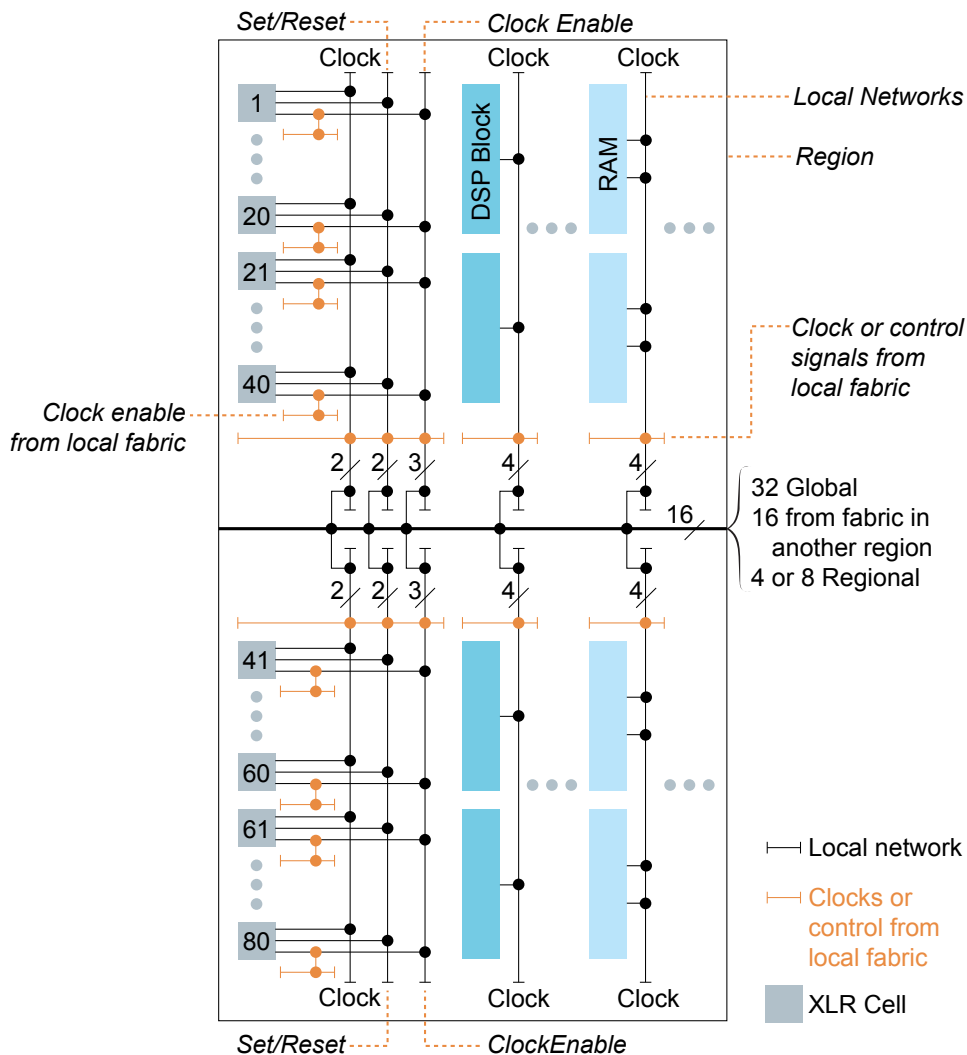 Set/Reset
Clock Enable
Clock
Clock
Clock
1
DSP Block
RAM
Local Networks
Region
20
21
40
Clock or control
signals from
local fabric
Clock enable
from local fabric
2
2
3
4
4
16
32 Global
16 from fabric in
another region
4 or 8 Regional
2
2
3
4
4
41
60
61
80
Clock
Clock
Clock
Set/Reset
ClockEnable
Local network
Clocks or
control from
local fabric
XLR Cell